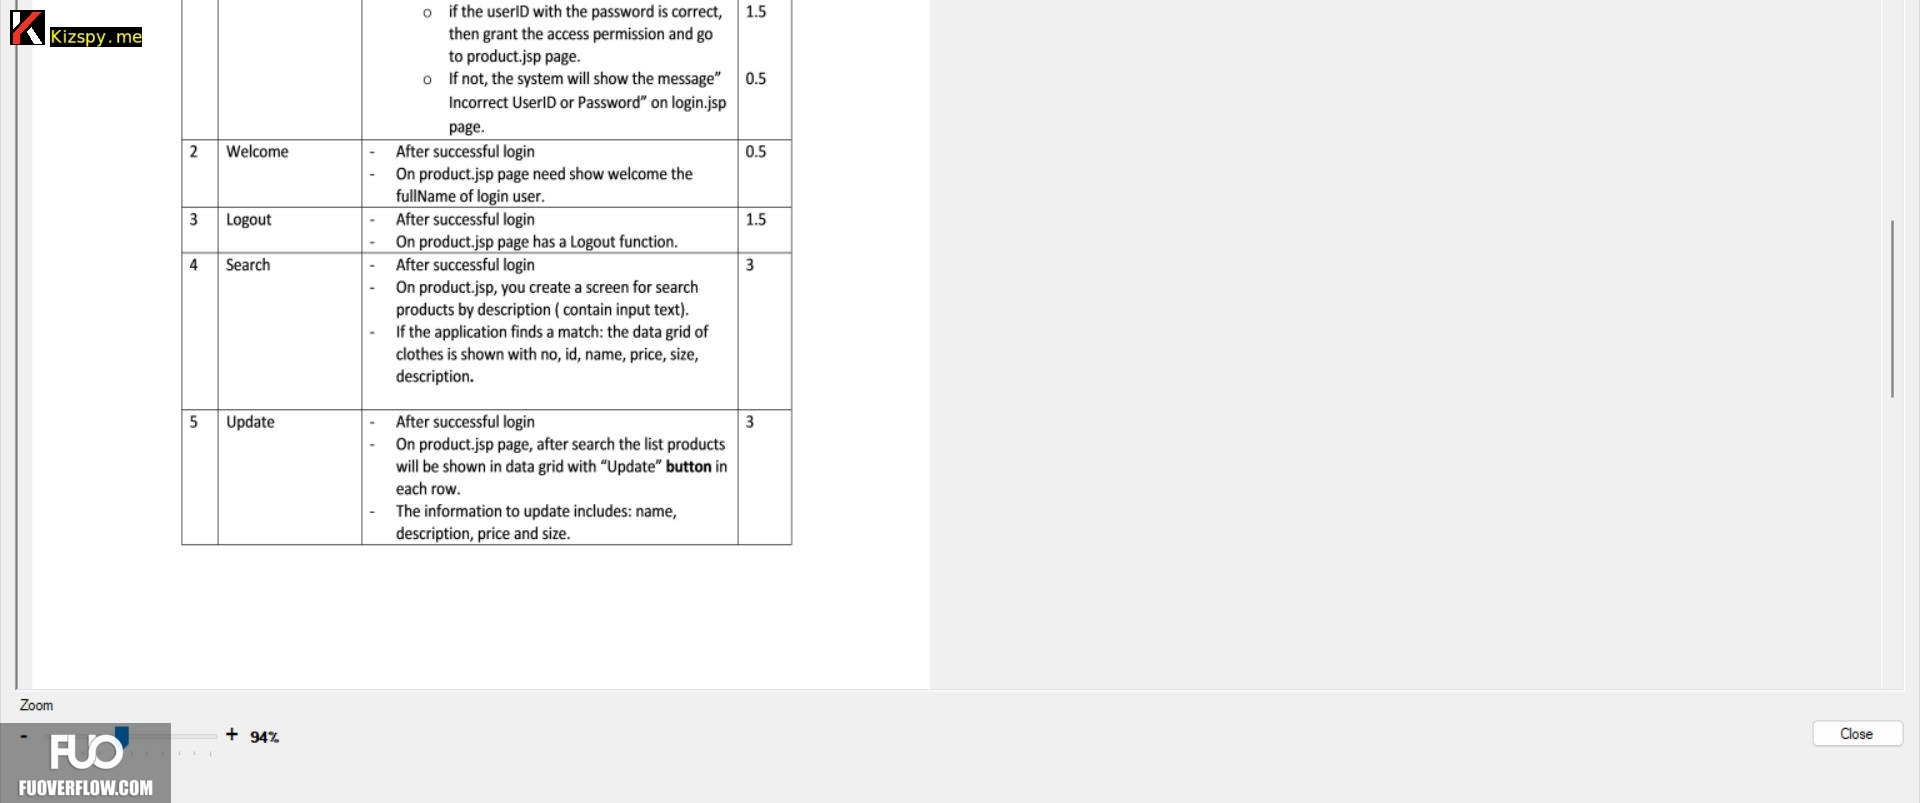 Kizspy.me
o if the userID with the password is correct, 1.5
then grant the access permission and go
to product.jsp page.
o If not, the system will show the message” 0.5
Incorrect UserID or Password” on login.jsp
page.
2 Welcome - After successful login 0.5
- On product.jsp page need show welcome the
fullName of login user.
3 Logout - After successful login 1.5
- On product.jsp page has a Logout function.
4 Search - After successful login 3
- On product.jsp, you create a screen for search
products by description ( contain input text).
- If the application finds a match: the data grid of
clothes is shown with no, id, name, price, size,
description.
5 Update - After successful login 3
- On product.jsp page, after search the list products
will be shown in data grid with “Update” button in
each row.
- The information to update includes: name,
description, price and size.
Zoom
- + 94%
Close
FUO
FUOVERFLOW.COM